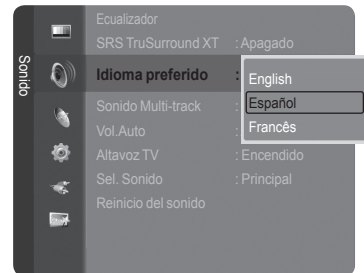 Sonido
Ecualizador
SRS TruSurround XT : Apagado
Idioma preferido :
English
Español
Francês
Sonido Multi-track :
Vol.Auto :
Altavoz TV : Encendido
Sel. Sonido : Principal
Reinicio del sonido